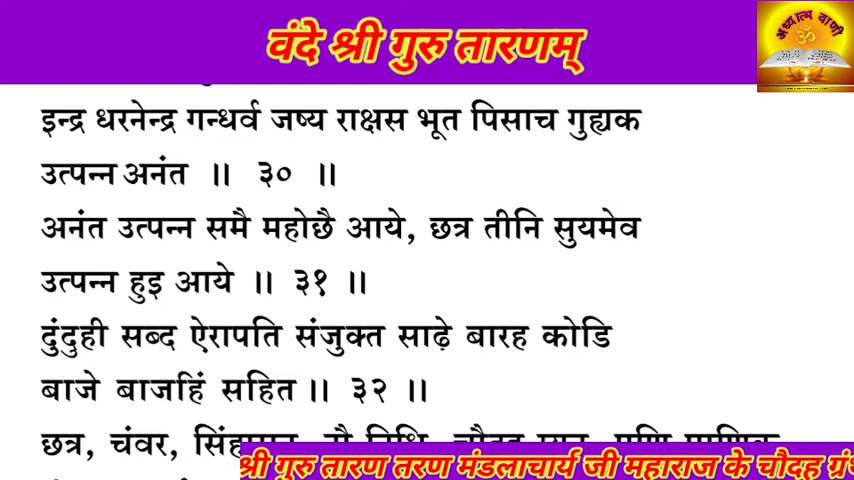 वंदे श्री गुरु तारणम्
अध्यात्म वाणी
ॐ
इन्द्र धरनेन्द्र गन्धर्व जष्य राक्षस भूत पिसाच गुह्यक
उत्पन्न अनंत ॥ ३० ॥
अनंत उत्पन्न समै महोछै आये, छत्र तीनि सुयमेव
उत्पन्न हुइ आये ॥ ३१ ॥
दुंदुही सब्द ऐरापति संजुक्त साढ़े बारह कोडि
बाजे बाजहिं सहित ॥ ३२ ॥
छत्र, चंवर,
श्री गुरु तारण तरण मंडलाचार्य जी महाराज के चौदह